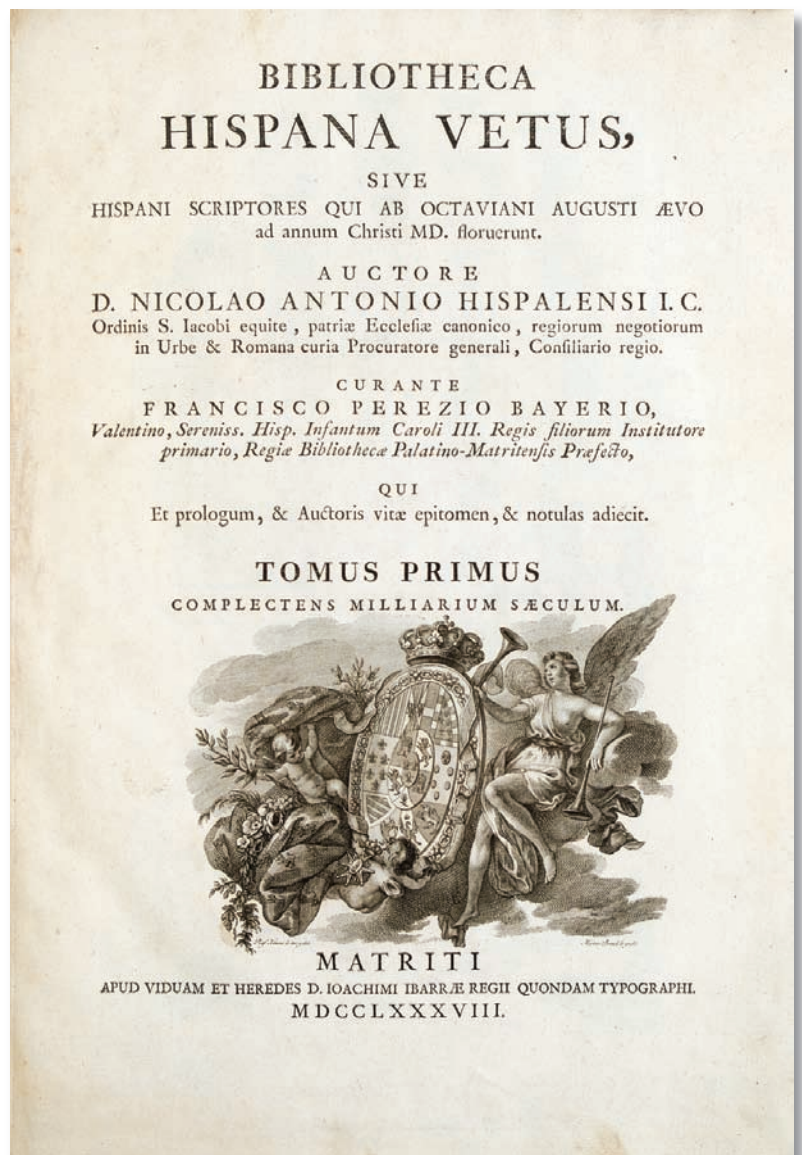 BIBLIOTHECA
HISPANA VETUS,
SIVE
HISPANI SCRIPTORES QUI AB OCTAVIANI AUGUSTI ÆVO
ad annum Christi MD. floruerunt.
AUCTORE
D. NICOLAO ANTONIO HISPALENSI I. C.
Ordinis S. Iacobi equite, patriæ Ecclesiæ canonico, regiorum negotiorum
in Urbe & Romana curia Procuratore generali, Consiliario regio.
CURANTE
FRANCISCO PEREZIO BAYERIO,
Valentino, Sereniss. Hisp. Infantum Caroli III. Regis filiorum Institutore
primario, Regiæ Bibliothecæ Palatino-Matritensis Præfecto,
QUI
Et prologum, & Auctoris vitæ epitomen, & notulas adiecit.
TOMUS PRIMUS
COMPLECTENS MILLIARIUM SÆCULUM.
MATRITI
APUD VIDUAM ET HEREDES D. IOACHIMI IBARRÆ REGII QUONDAM TYPOGRAPHI.
MDCCLXXXVIII.